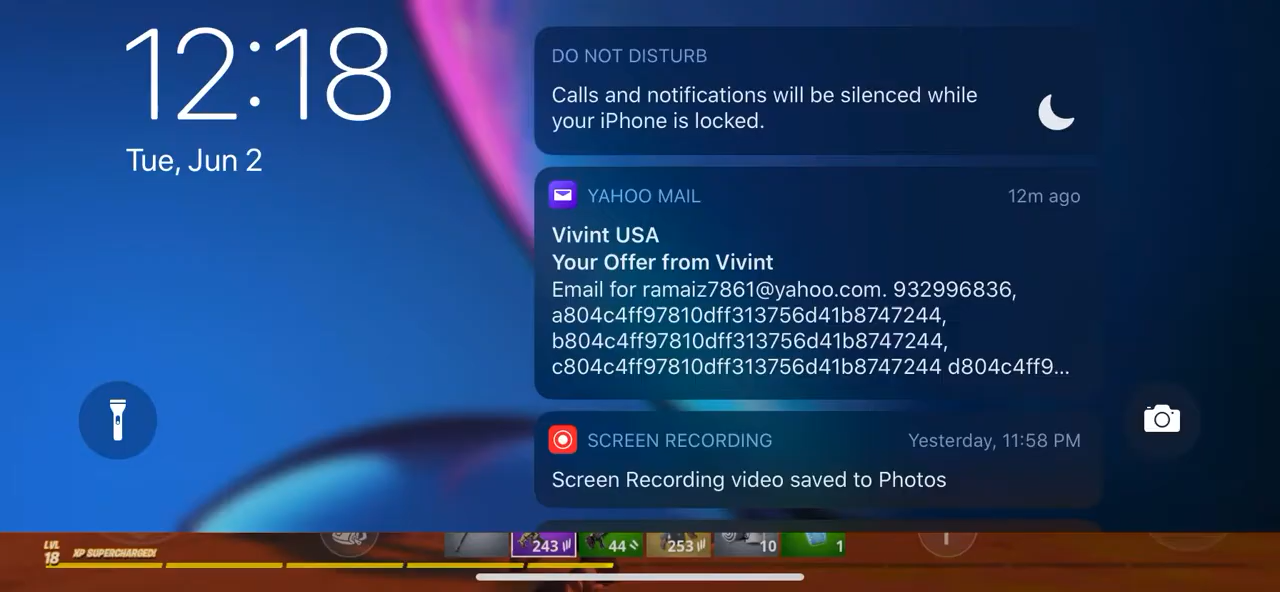 12:18
Tue, Jun 2
DO NOT DISTURB
Calls and notifications will be silenced while
your iPhone is locked.
YAHOO MAIL
12m ago
Vivint USA
Your Offer from Vivint
Email for ramaiz7861@yahoo.com. 932996836,
a804c4ff97810dff313756d41b8747244,
b804c4ff97810dff313756d41b8747244,
c804c4ff97810dff313756d41b8747244 d804c4ff9...
SCREEN RECORDING
Yesterday, 11:58 PM
Screen Recording video saved to Photos
LVL
18
XP SUPERCHARGED!
243
44
253
10
1